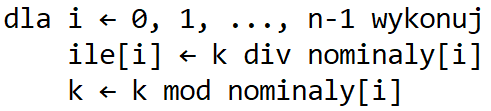 dla i ← 0, 1, ..., n-1 wykonuj
    ile[i] ← k div nominaly[i]
    k ← k mod nominaly[i]